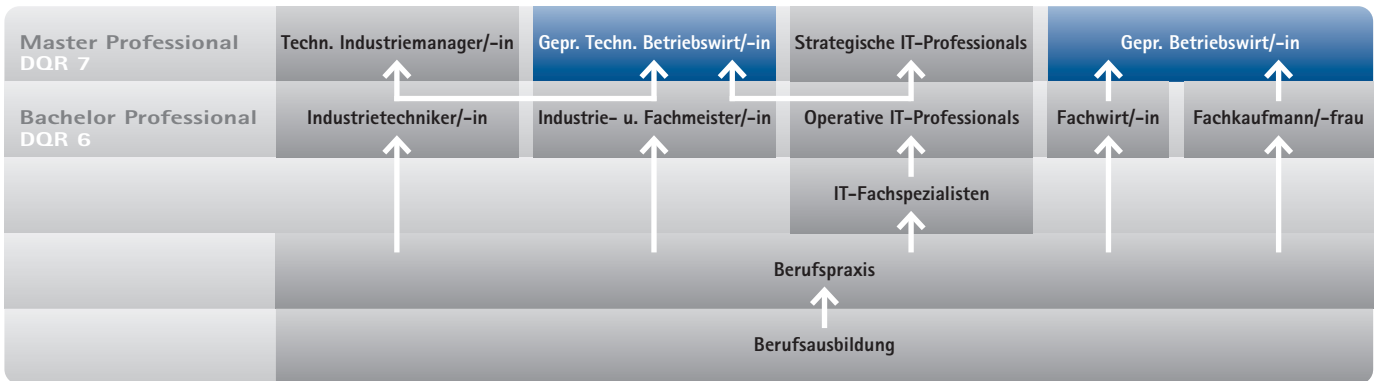 Master Professional
DQR 7
Techn. Industriemanager/-in
Gepr. Techn. Betriebswirt/-in
Strategische IT-Professionals
Gepr. Betriebswirt/-in
Bachelor Professional
DQR 6
Industrietechniker/-in
Industrie- u. Fachmeister/-in
Operative IT-Professionals
Fachwirt/-in
Fachkaufmann/-frau
IT-Fachspezialisten
Berufspraxis
Berufsausbildung